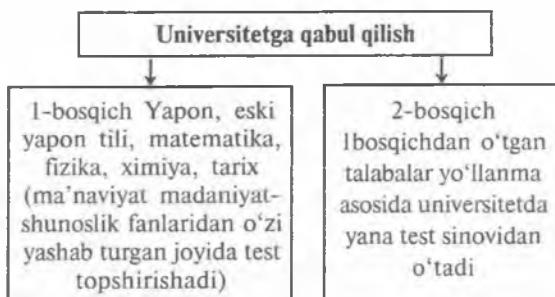 Universitetga qabul qilish
1-bosqich Yapon, eski
yapon tili, matematika,
fizika, ximiya, tarix
(ma'naviyat madaniyat-
shunoslik fanlaridan o‘zi
yashab turgan joyida test
topshirishadi)
2-bosqich
1bosqichdan o‘tgan
talabalar yo‘llanma
asosida universitetda
yana test sinovidan
o‘tadi